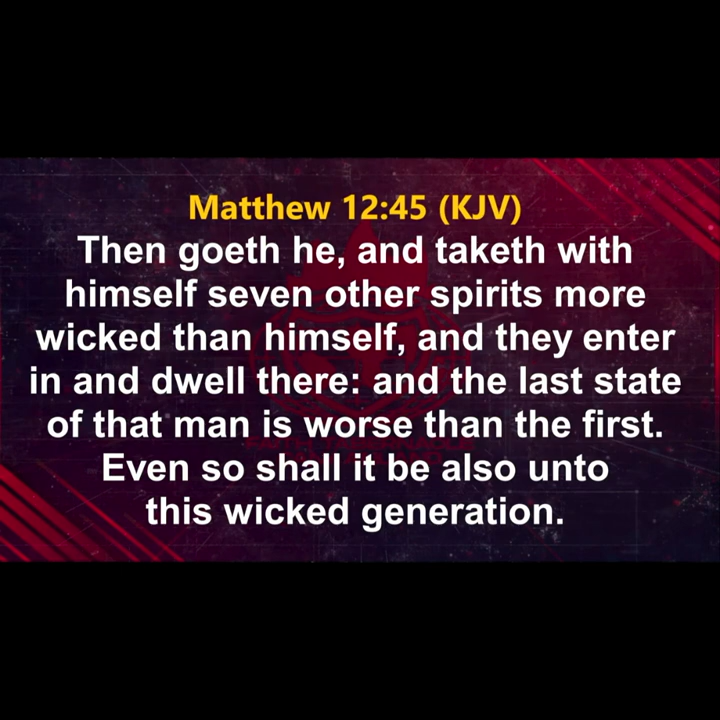 Matthew 12:45 (KJV)
Then goeth he, and taketh with
himself seven other spirits more
wicked than himself, and they enter
in and dwell there: and the last state
of that man is worse than the first.
Even so shall it be also unto
this wicked generation.